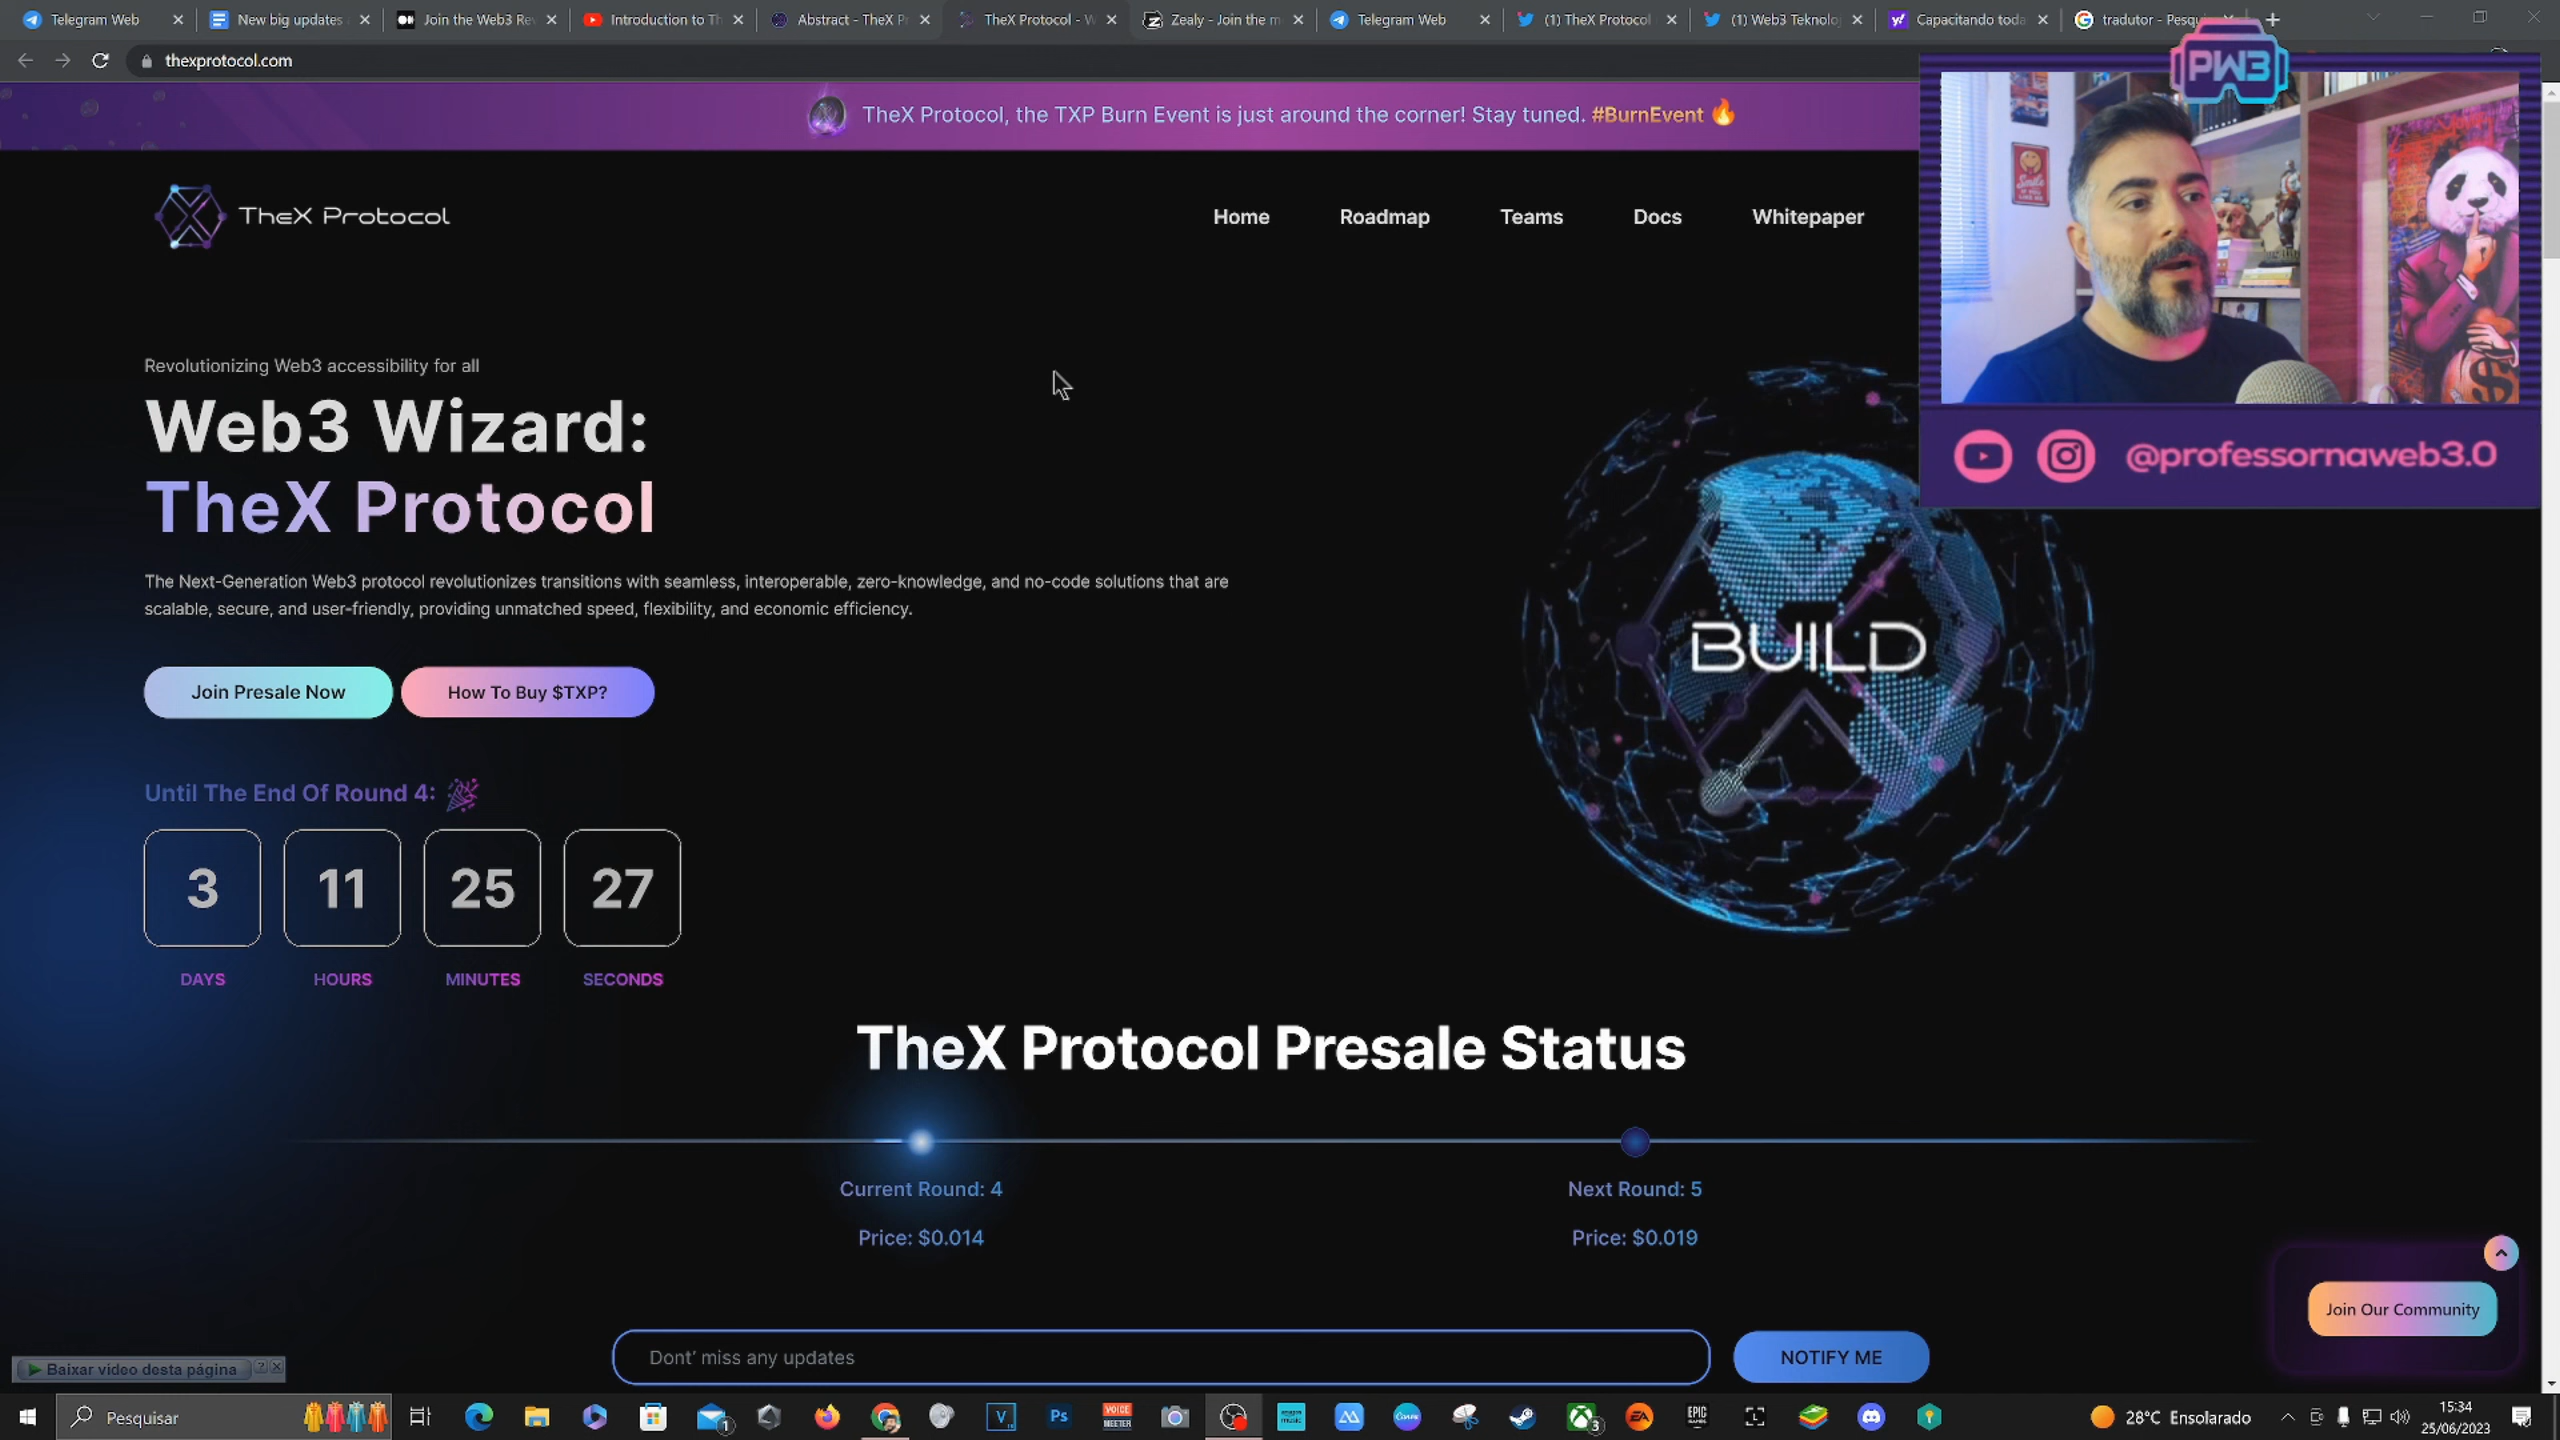 Telegram Web
New big updates
Join the Web3 Re
Introduction to Th
Abstract - TheX Pr
TheX Protocol - W
Zealy - Join the m
Telegram Web
(1) TheX Protocol
(1) Web3 Teknoloj
Capacitando toda
tradutor - Pesqui
thexprotocol.com
PW3
TheX Protocol, the TXP Burn Event is just around the corner! Stay tuned. #BurnEvent 🔥
TheX Protocol
Home
Roadmap
Teams
Docs
Whitepaper
@professornaweb3.0
Revolutionizing Web3 accessibility for all
Web3 Wizard:
TheX Protocol
The Next-Generation Web3 protocol revolutionizes transitions with seamless, interoperable, zero-knowledge, and no-code solutions that are
scalable, secure, and user-friendly, providing unmatched speed, flexibility, and economic efficiency.
Join Presale Now
How To Buy $TXP?
BUILD
Until The End Of Round 4:
3
11
25
27
DAYS
HOURS
MINUTES
SECONDS
TheX Protocol Presale Status
Current Round: 4
Next Round: 5
Price: $0.014
Price: $0.019
Dont' miss any updates
NOTIFY ME
Join Our Community
Baixar vídeo desta página
Pesquisar
28°C Ensolarado
15:34
25/06/2023